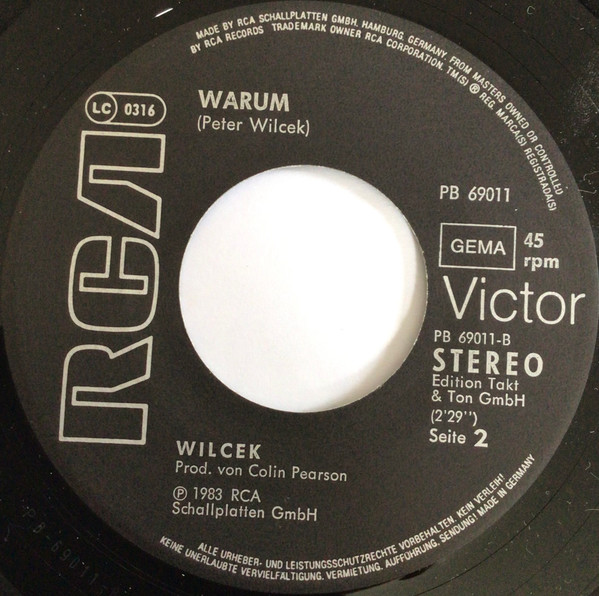 MADE BY RCA SCHALLPLATTEN GMBH, HAMBURG, GERMANY, FROM MASTERS OWNED OR CONTROLLED
BY RCA RECORDS TRADEMARK OWNER RCA CORPORATION. TM(S) ® REG. MARCA(S) REGISTRADA(S)
LC 0316
WARUM
(Peter Wilcek)
RCA
PB 69011
GEMA
45
rpm
Victor
PB 69011-B
STEREO
Edition Takt
& Ton GmbH
(2'29'')
Seite 2
WILCEK
Prod. von Colin Pearson
℗ 1983 RCA
Schallplatten GmbH
ALLE URHEBER- UND LEISTUNGSSCHUTZRECHTE VORBEHALTEN. KEIN VERLEIH!
KEINE UNERLAUBTE VERVIELFÄLTIGUNG, VERMIETUNG, AUFFÜHRUNG, SENDUNG! MADE IN GERMANY